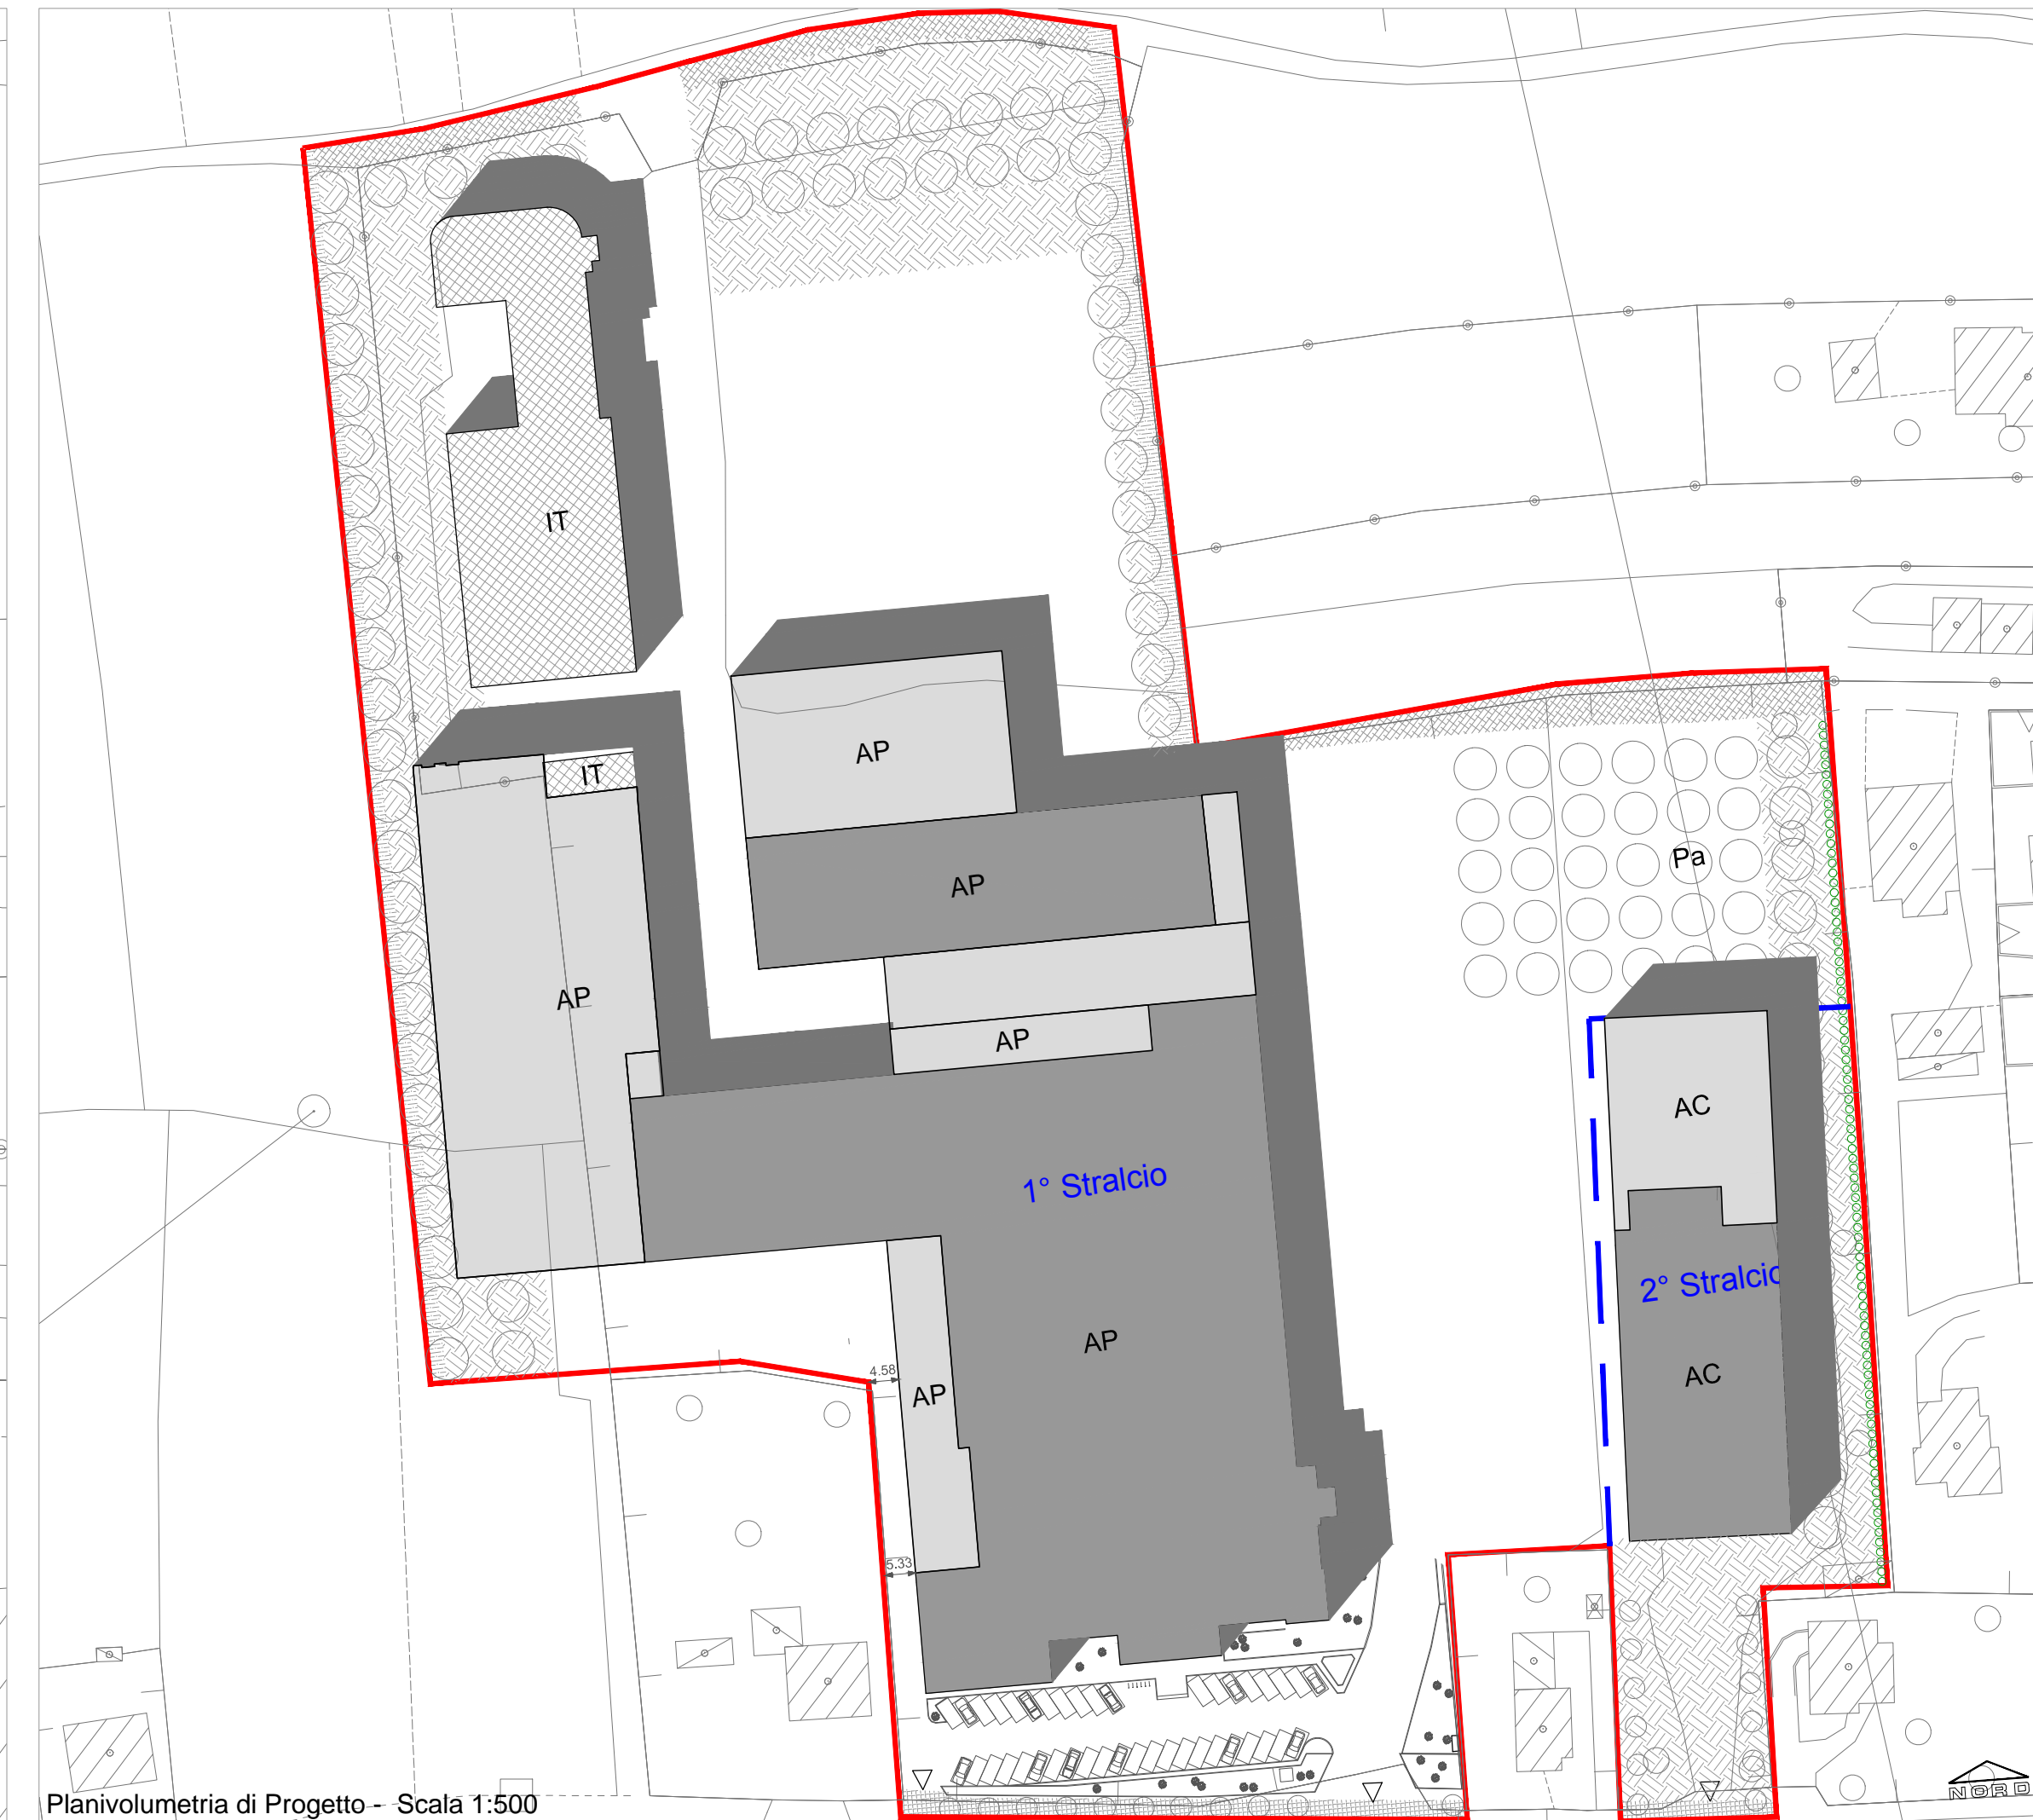 IT
AP
IT
AP
Pa
AP
AP
AP
AC
1° Stralcio
2° Stralcio
AP
4.58
AC
AP
5.33
NORD
Planivolumetria di Progetto - Scala 1:500